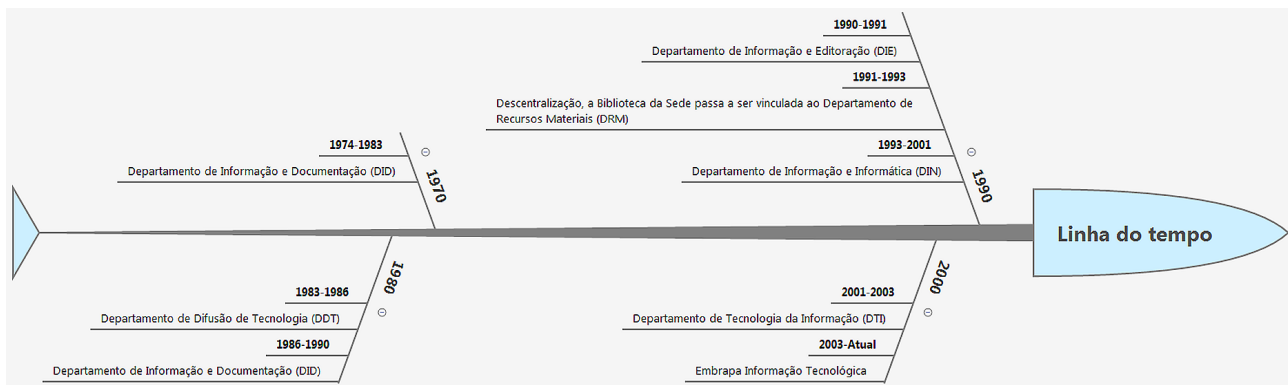 1974-1983
Departamento de Informação e Documentação (DID)
1970
1983-1986
Departamento de Difusão de Tecnologia (DDT)
1986-1990
Departamento de Informação e Documentação (DID)
1980
1990-1991
Departamento de Informação e Editoração (DIE)
1991-1993
Descentralização, a Biblioteca da Sede passa a ser vinculada ao Departamento de
Recursos Materiais (DRM)
1993-2001
Departamento de Informação e Informática (DIN)
1990
2001-2003
Departamento de Tecnologia da Informação (DTI)
2003-Atual
Embrapa Informação Tecnológica
2000
Linha do tempo